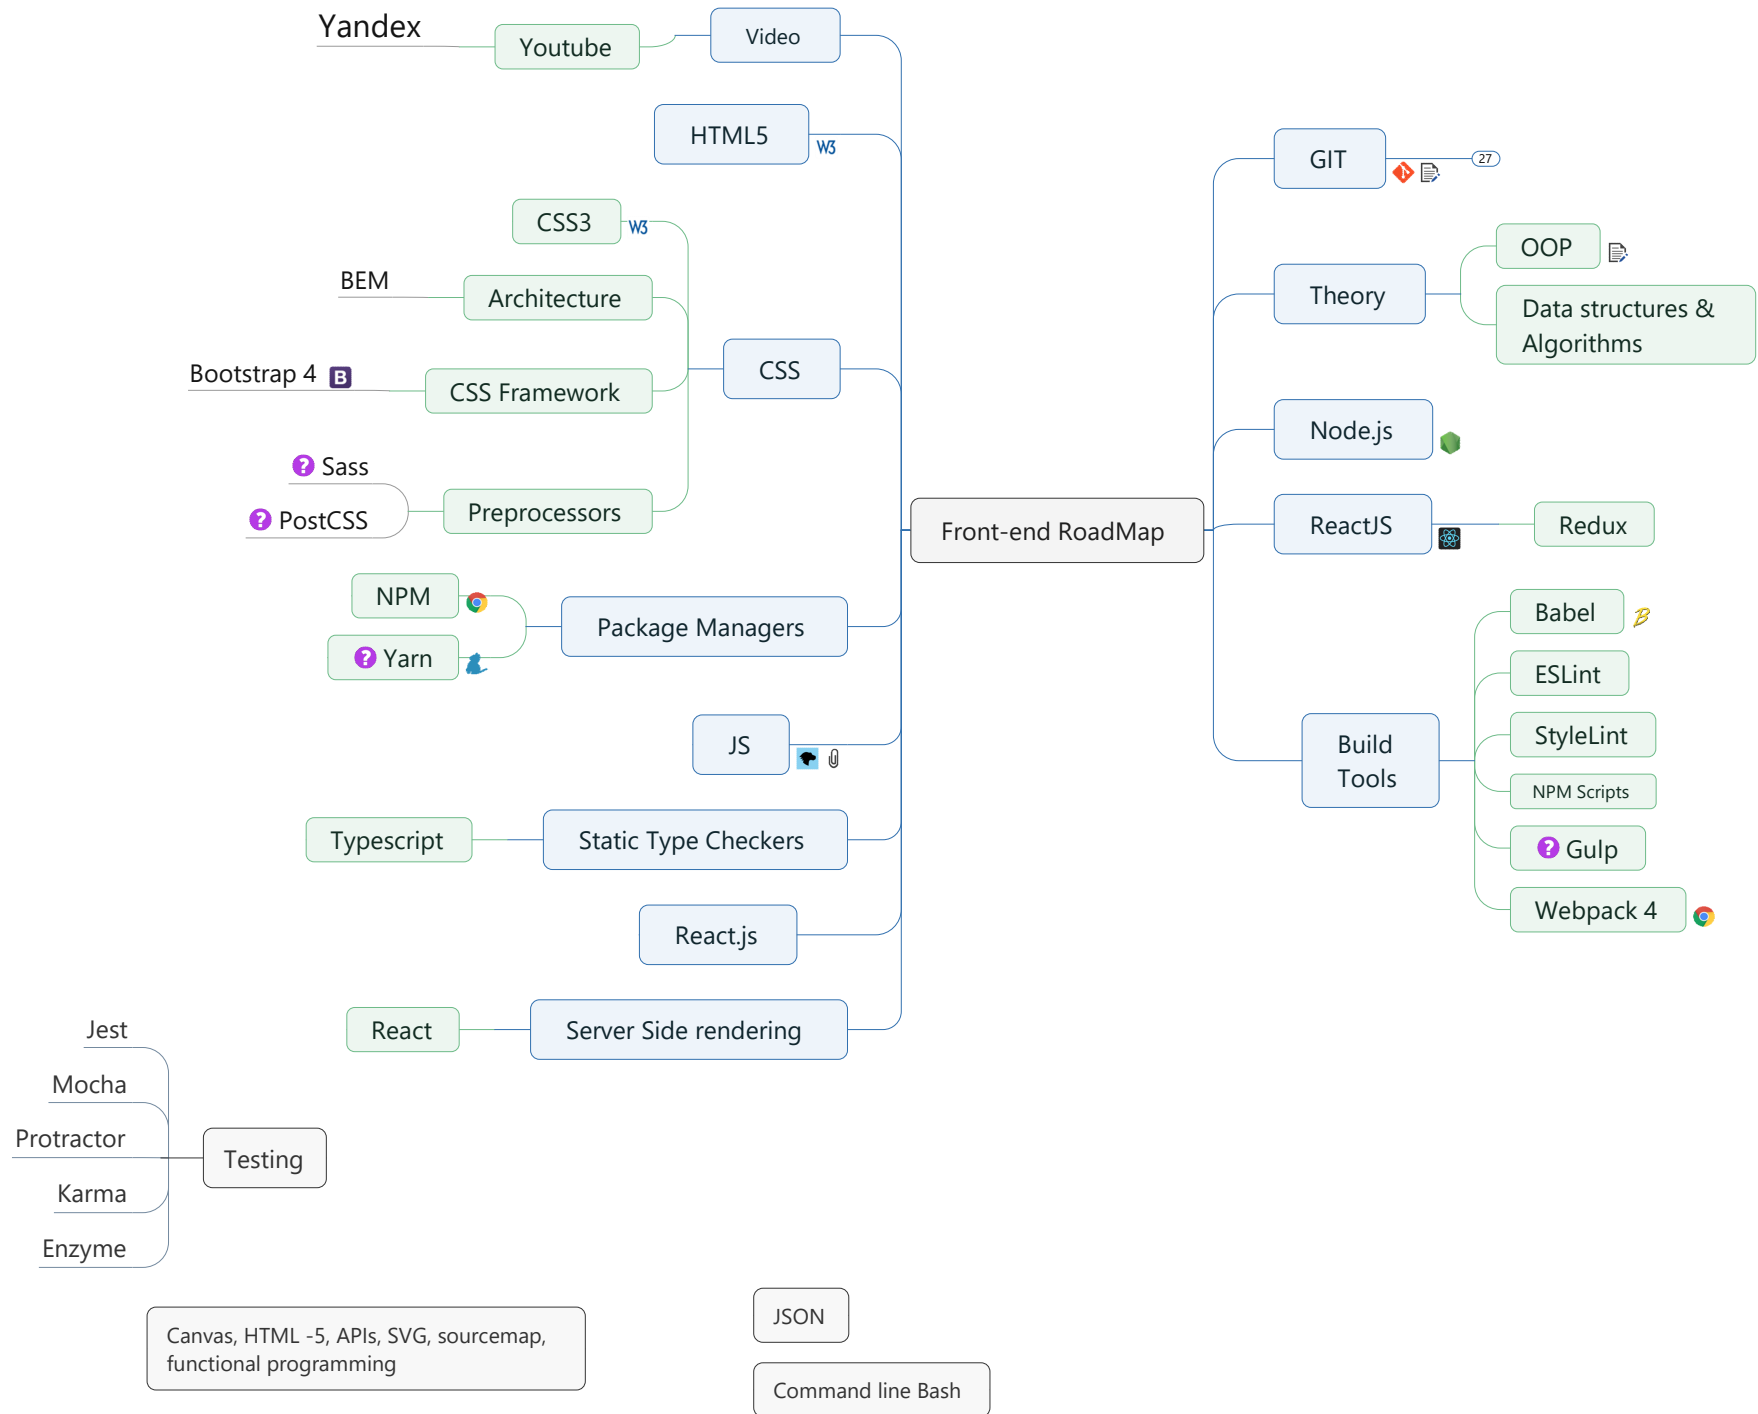 Yandex
Youtube
Video
HTML5
W3
CSS3
W3
BEM
Architecture
Bootstrap 4 B
CSS Framework
CSS
? Sass
? PostCSS
Preprocessors
NPM
? Yarn
Package Managers
JS
Typescript
Static Type Checkers
React.js
React
Server Side rendering
Front-end RoadMap
GIT
27
Theory
OOP
Data structures &
Algorithms
Node.js
ReactJS
Redux
Build
Tools
Babel
B
ESLint
StyleLint
NPM Scripts
? Gulp
Webpack 4
Jest
Mocha
Protractor
Karma
Enzyme
Testing
Canvas, HTML -5, APIs, SVG, sourcemap,
functional programming
JSON
Command line Bash